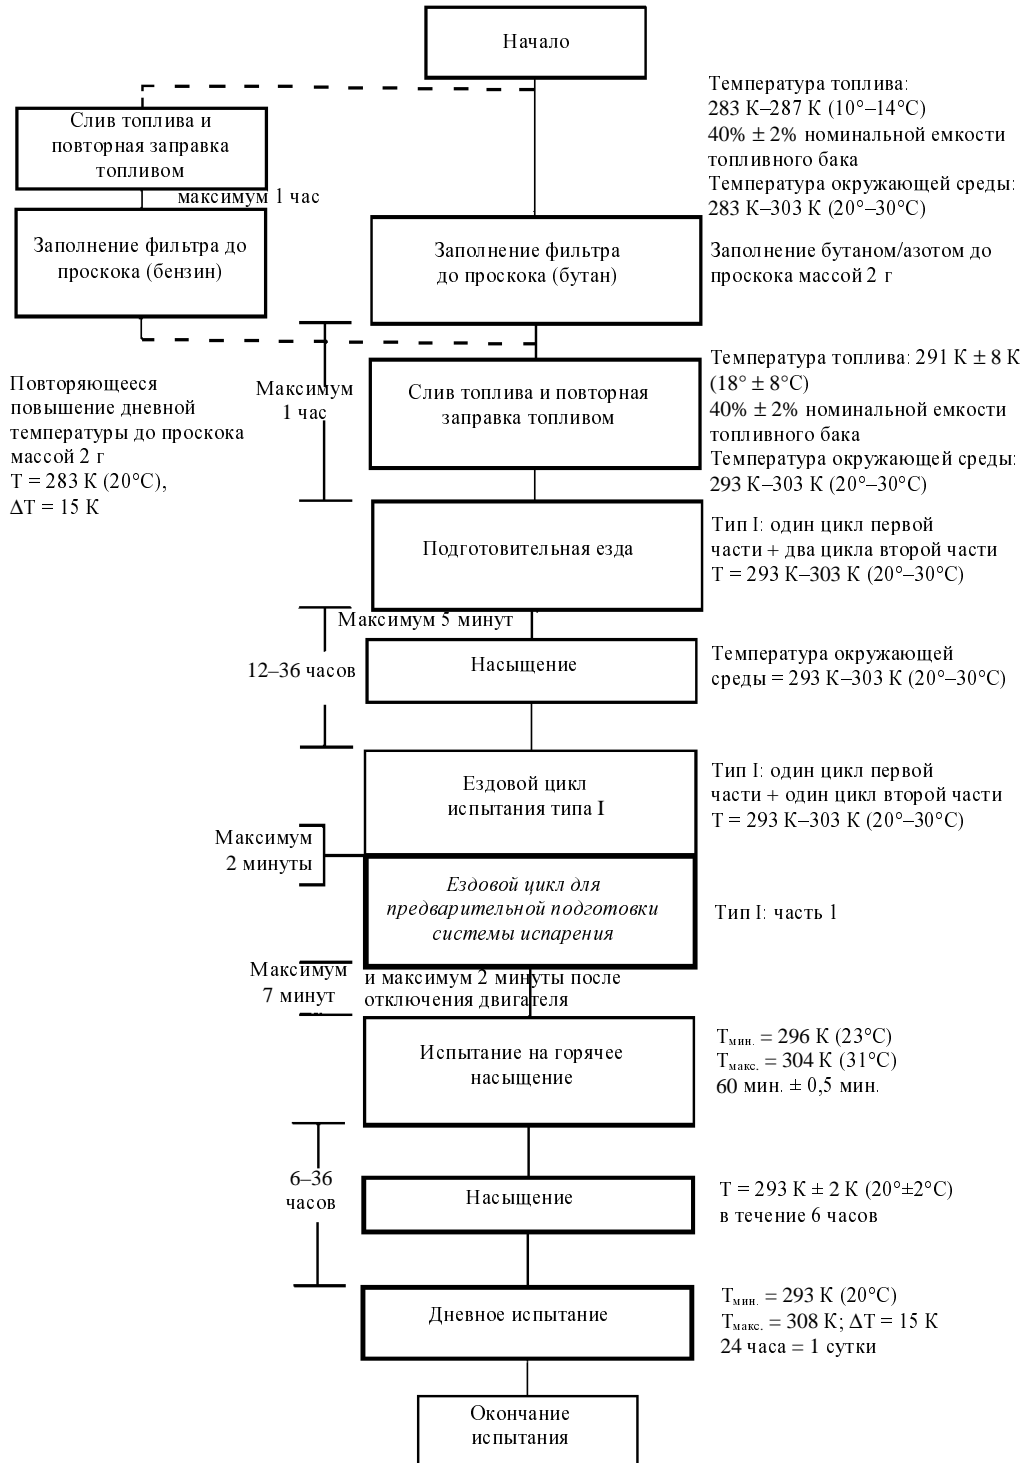 Начало
Температура топлива:
283 К–287 К (10°–14°С)
40% ± 2% номинальной емкости
топливного бака
Температура окружающей среды:
283 К–303 К (20°–30°С)
Слив топлива и
повторная заправка
топливом
максимум 1 час
Заполнение фильтра до
проскока (бензин)
Заполнение фильтра
до проскока (бутан)
Заполнение бутаном/азотом до
проскока массой 2 г
Повторяющееся
повышение дневной
температуры до проскока
массой 2 г
Т = 283 К (20°С),
ΔТ = 15 К
Максимум
1 час
Слив топлива и повторная
заправка топливом
Температура топлива: 291 К ± 8 К
(18° ± 8°С)
40% ± 2% номинальной емкости
топливного бака
Температура окружающей среды:
293 К–303 К (20°–30°С)
Подготовительная езда
Тип I: один цикл первой
части + два цикла второй части
Т = 293 К–303 К (20°–30°С)
Максимум 5 минут
12–36 часов
Насыщение
Температура окружающей
среды = 293 К–303 К (20°–30°С)
Ездовой цикл
испытания типа I
Тип I: один цикл первой
части + один цикл второй части
Т = 293 К–303 К (20°–30°С)
Максимум
2 минуты
Ездовой цикл для
предварительной подготовки
системы испарения
Тип I: часть 1
Максимум
7 минут
и максимум 2 минуты после
отключения двигателя
Испытание на горячее
насыщение
Тмин. = 296 К (23°С)
Тмакс. = 304 К (31°С)
60 мин. ± 0,5 мин.
6–36
часов
Насыщение
Т = 293 К ± 2 К (20°±2°С)
в течение 6 часов
Дневное испытание
Тмин. = 293 К (20°С)
Тмакс. = 308 К; ΔТ = 15 К
24 часа = 1 сутки
Окончание
испытания